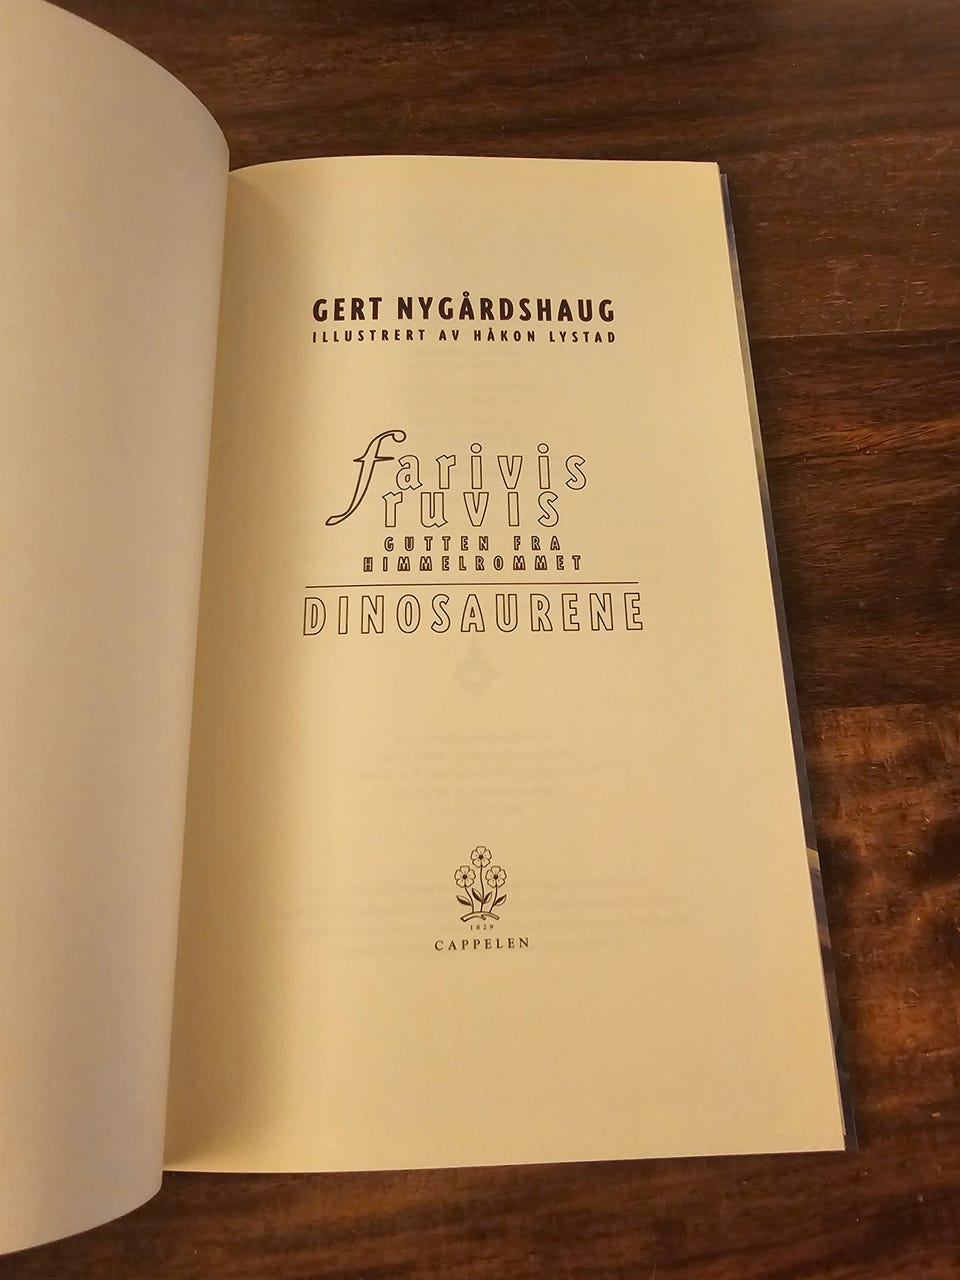 GERT NYGÅRDSHAUG
ILLUSTRERT AV HÅKON LYSTAD
farivis
ruvis
GUTTEN FRA
HIMMELROMMET
DINOSAURENE
1829
CAPPELEN